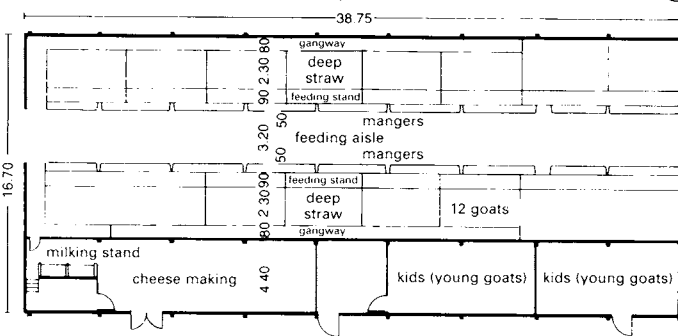 38.75
16.70
80
2.30
90
50
3.20
50
90
2 30
80
4 40
gangway
deep
straw
feeding stand
mangers
feeding aisle
mangers
feeding stand
deep
straw
gangway
12 goats
milking stand
cheese making
kids (young goats)
kids (young goats)